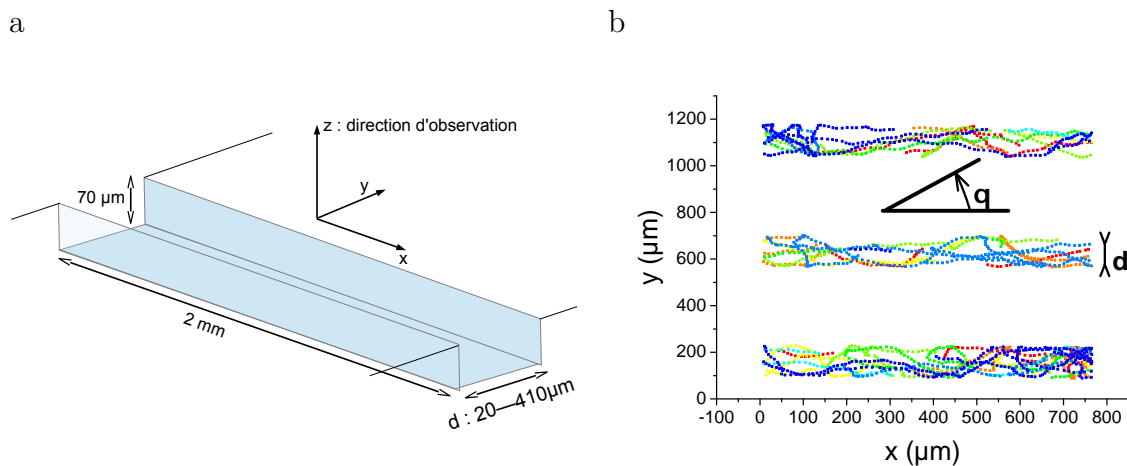 a
z : direction d'observation
y
x
70 µm
2 mm
d : 20—410µm
b
1200
1000
800
600
400
200
0
-100 0 100 200 300 400 500 600 700 800
y (µm)
x (µm)
q
d